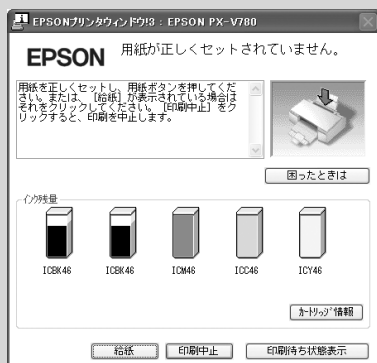 EPSONプリンタウィンドウ!3 : EPSON PX-V780
EPSON
用紙が正しくセットされていません。
用紙を正しくセットし、用紙ボタンを押してくだ
さい。または、[給紙] が表示されている場合は
それをクリックしてください。[印刷中止] をク
リックすると、印刷を中止します。
困ったときは
インク残量
ICBK46
ICBK46
ICM46
ICC46
ICY46
カートリッジ情報
給紙
印刷中止
印刷待ち状態表示